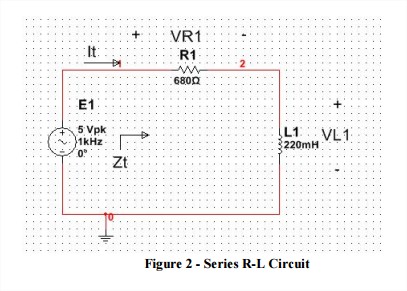 + VR1 -
It
R1
1
2
680Ω
E1
+
5 Vpk
1kHz
0°
Zt
L1
220mH
VL1
-
0
Figure 2 - Series R-L Circuit